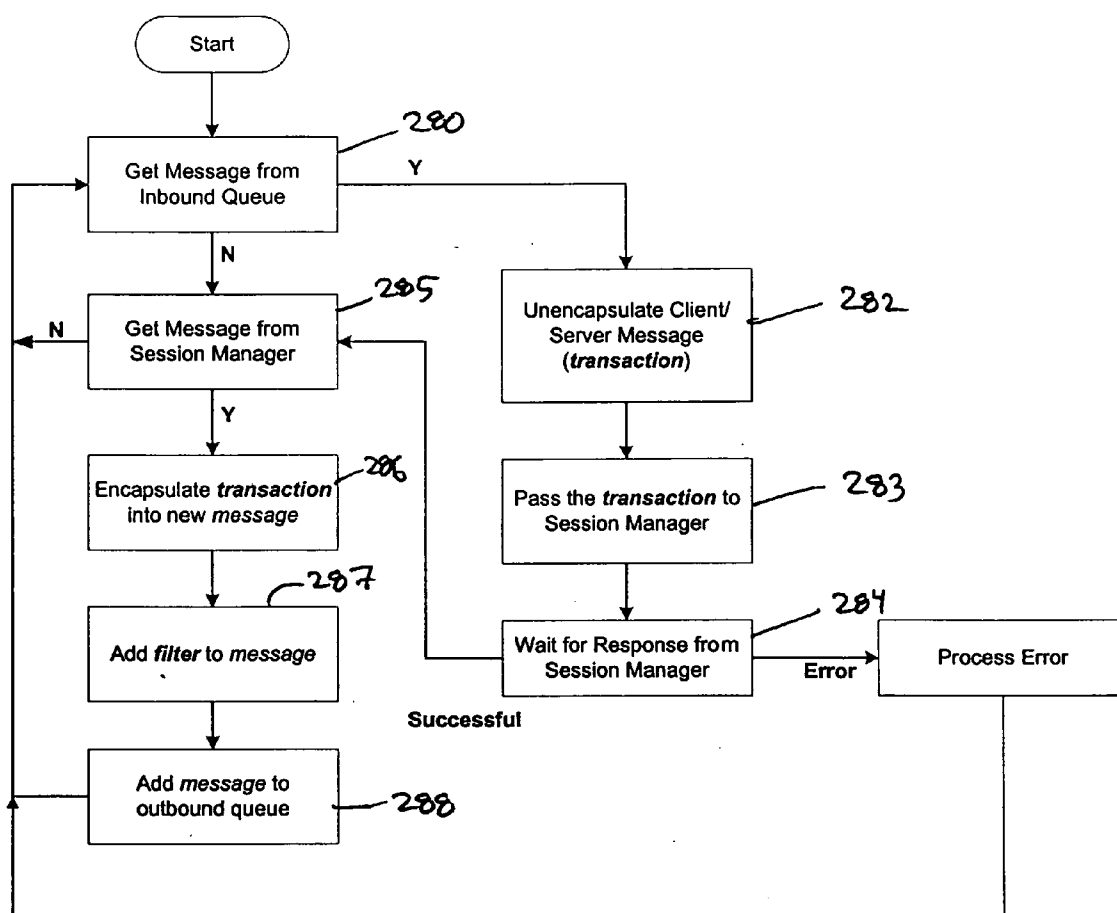 Start
280
Get Message from
Inbound Queue
Y
N
285
Get Message from
Session Manager
N
Y
Unencapsulate Client/
Server Message
(transaction)
282
286
Encapsulate transaction
into new message
Pass the transaction to
Session Manager
283
287
Add filter to message
Wait for Response from
Session Manager
284
Error
Process Error
Successful
Add message to
outbound queue
288